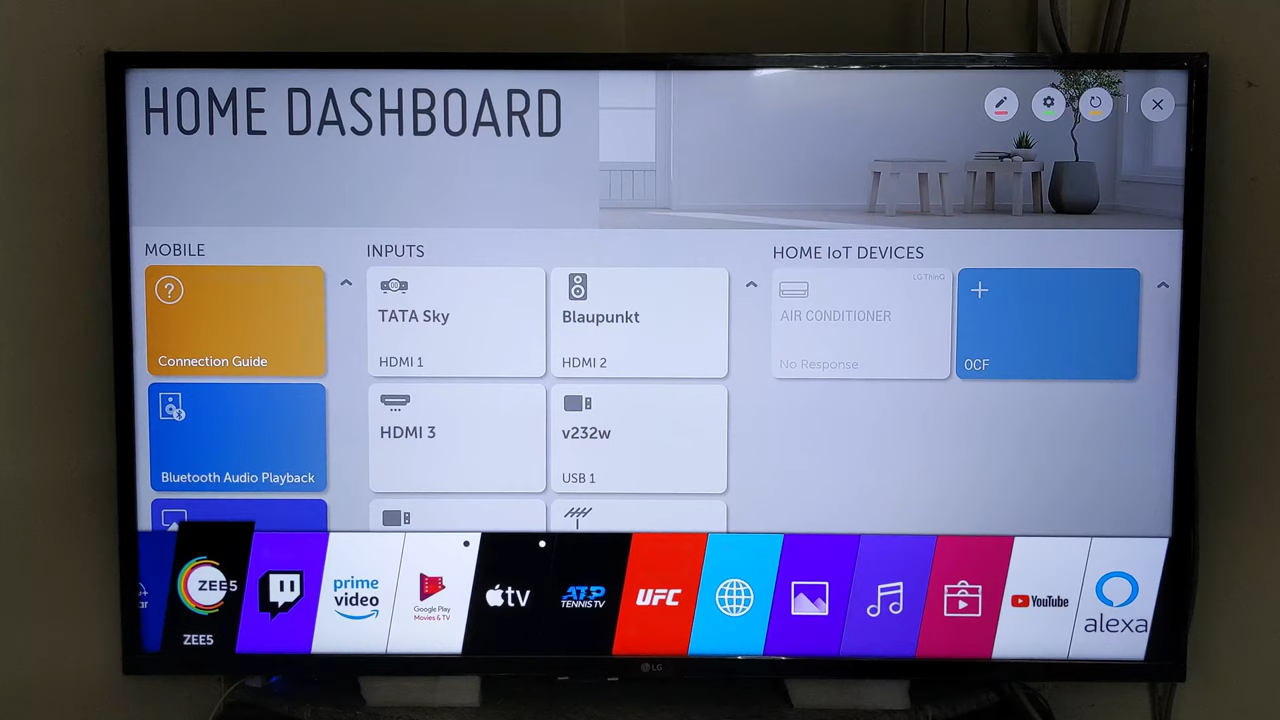 HOME DASHBOARD
MOBILE
INPUTS
HOME IoT DEVICES
Connection Guide
TATA Sky
HDMI 1
Blaupunkt
HDMI 2
LG ThinQ
AIR CONDITIONER
No Response
OCF
Bluetooth Audio Playback
HDMI 3
v232w
USB 1
ar
ZEE5
ZEE5
prime video
Google Play
Movies & TV
tv
ATP
TENNIS TV
UFC
YouTube
alexa
LG